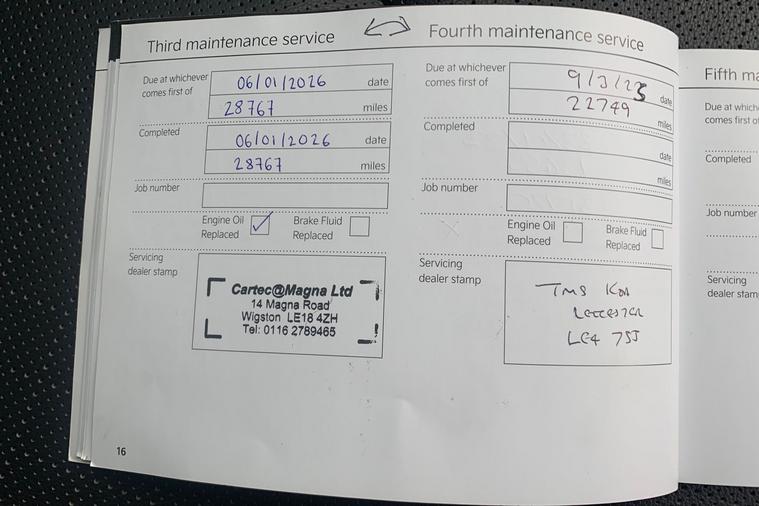 Third maintenance service
Due at whichever
comes first of
06/01/2026 date
28767 miles
Completed
06/01/2026 date
28767 miles
Job number
Engine Oil
Replaced
Brake Fluid
Replaced
Servicing
dealer stamp
Cartec@Magna Ltd
14 Magna Road
Wigston LE18 4ZH
Tel: 0116 2789465
16
Fourth maintenance service
Due at whichever
comes first of
9/3/23 date
22749 miles
Completed
date
miles
Job number
Engine Oil
Replaced
Brake Fluid
Replaced
Servicing
dealer stamp
TMS KIA
LEICESTER
LE4 7SJ
Fifth ma
Due at which
comes first o
Completed
Job number
Servicing
dealer stam